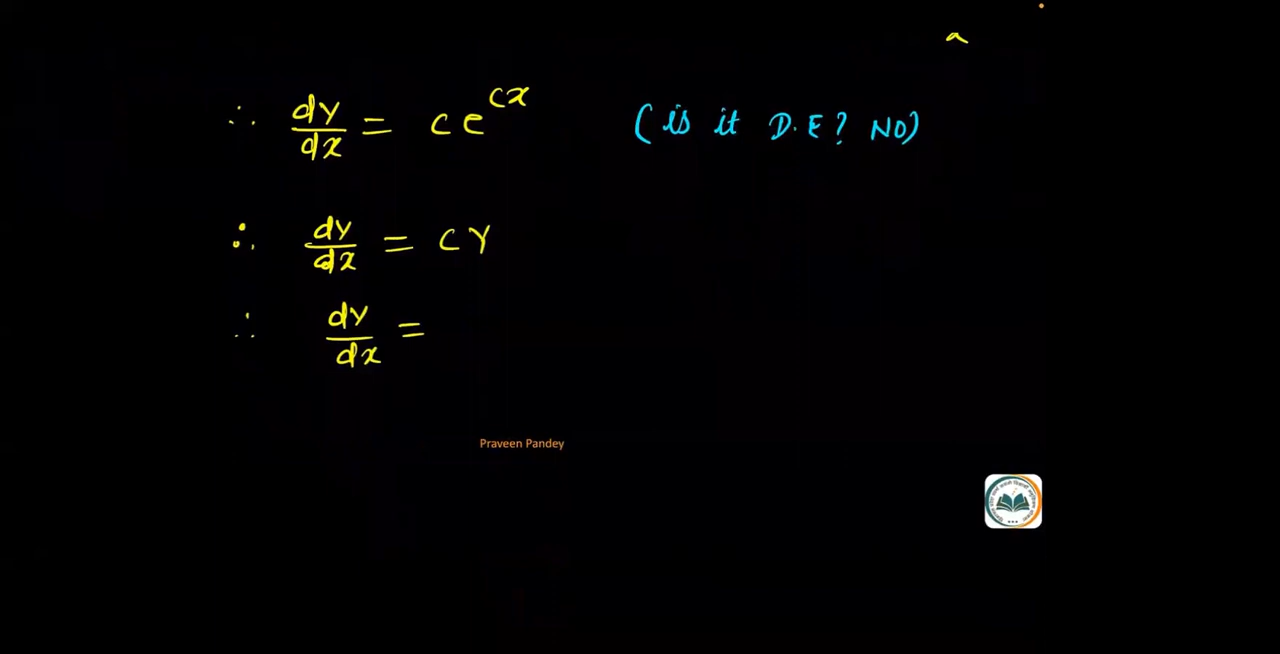 a
∴ dy/dx = c e^cx (is it D.E? NO)
∴ dy/dx = c y
∴ dy/dx =
Praveen Pandey